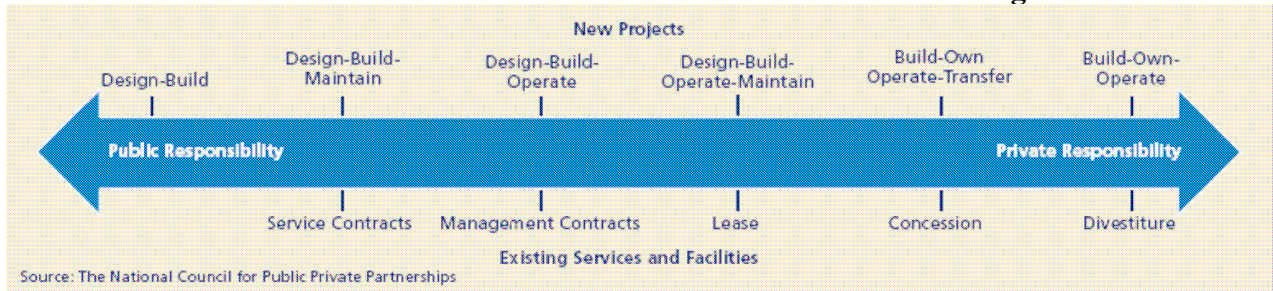 New Projects
Design-Build
Design-Build-
Maintain
Design-Build-
Operate
Design-Build-
Operate-Maintain
Build-Own
Operate-Transfer
Build-Own-
Operate
Public Responsibility
Private Responsibility
Service Contracts
Management Contracts
Lease
Concession
Divestiture
Existing Services and Facilities
Source: The National Council for Public Private Partnerships